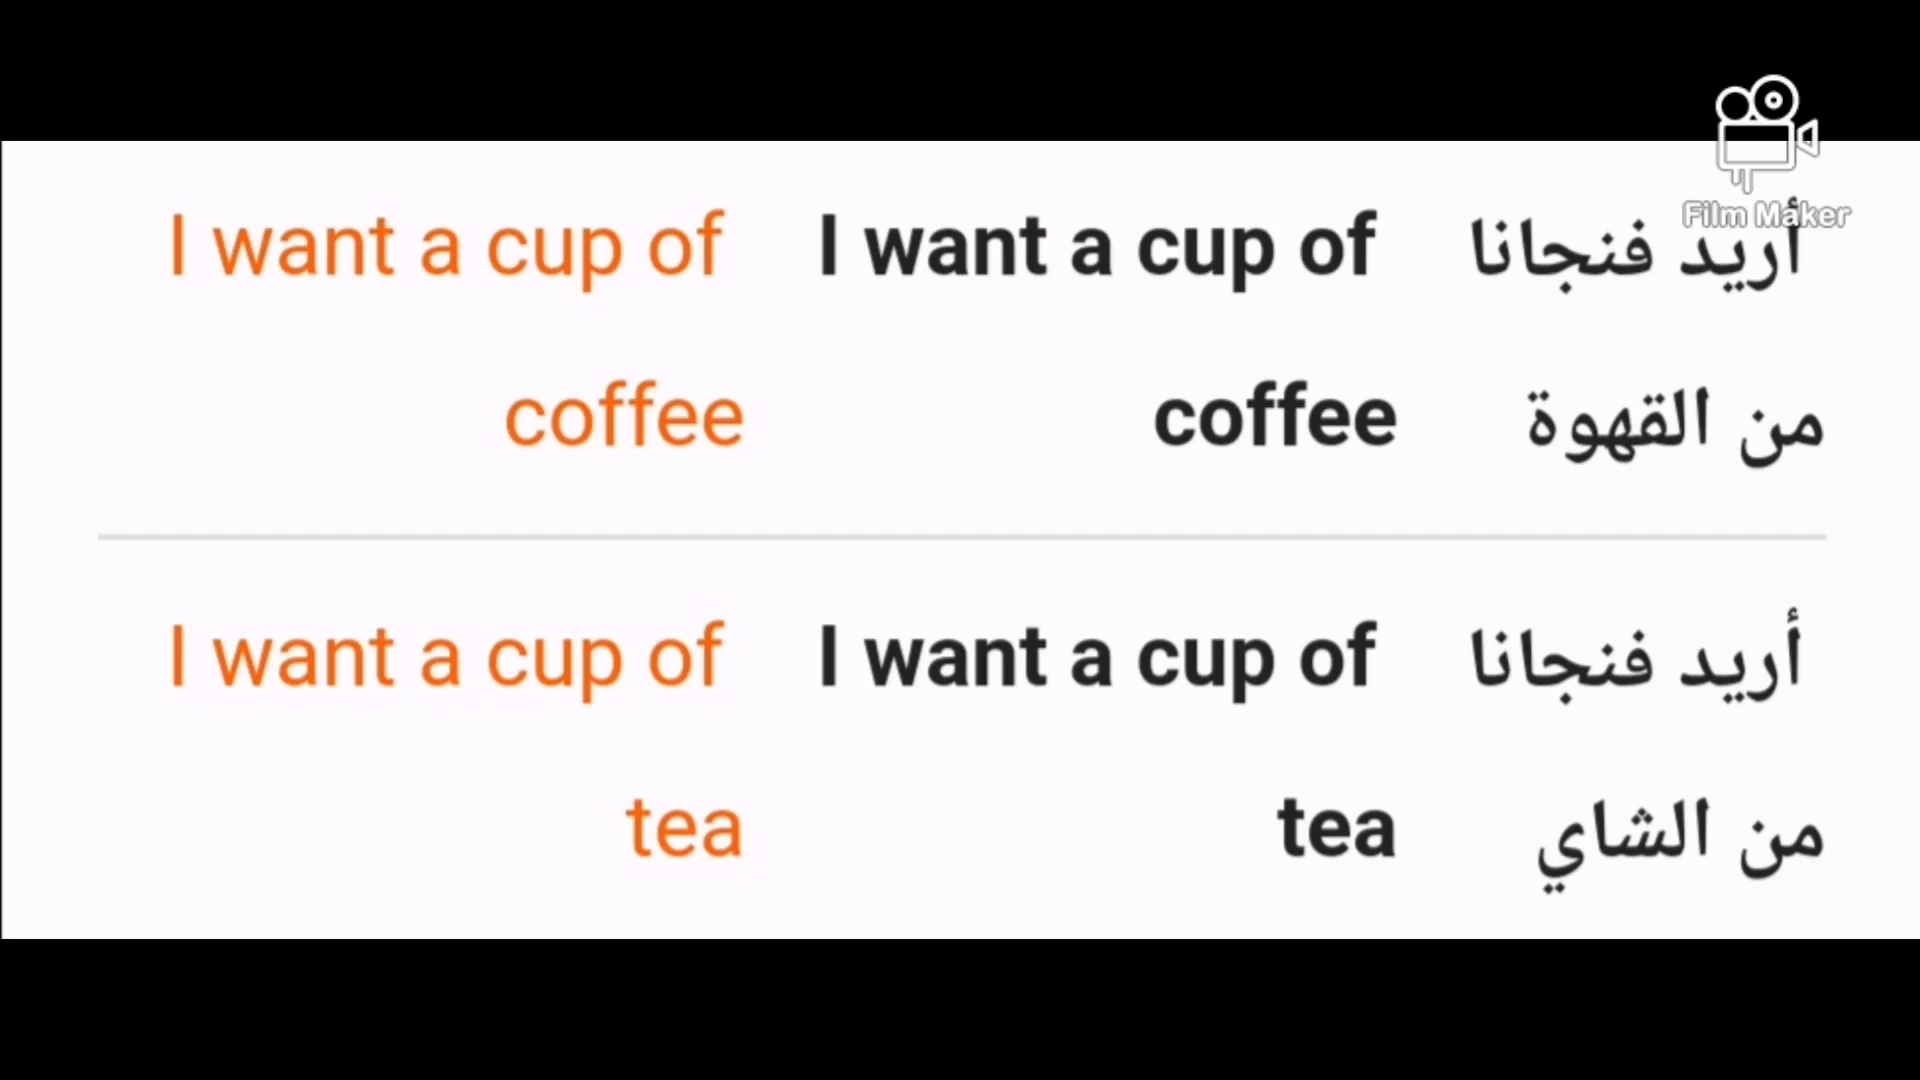 Film Maker
I want a cup of I want a cup of أريد فنجانا
coffee coffee من القهوة
I want a cup of I want a cup of أريد فنجانا
tea tea من الشاي